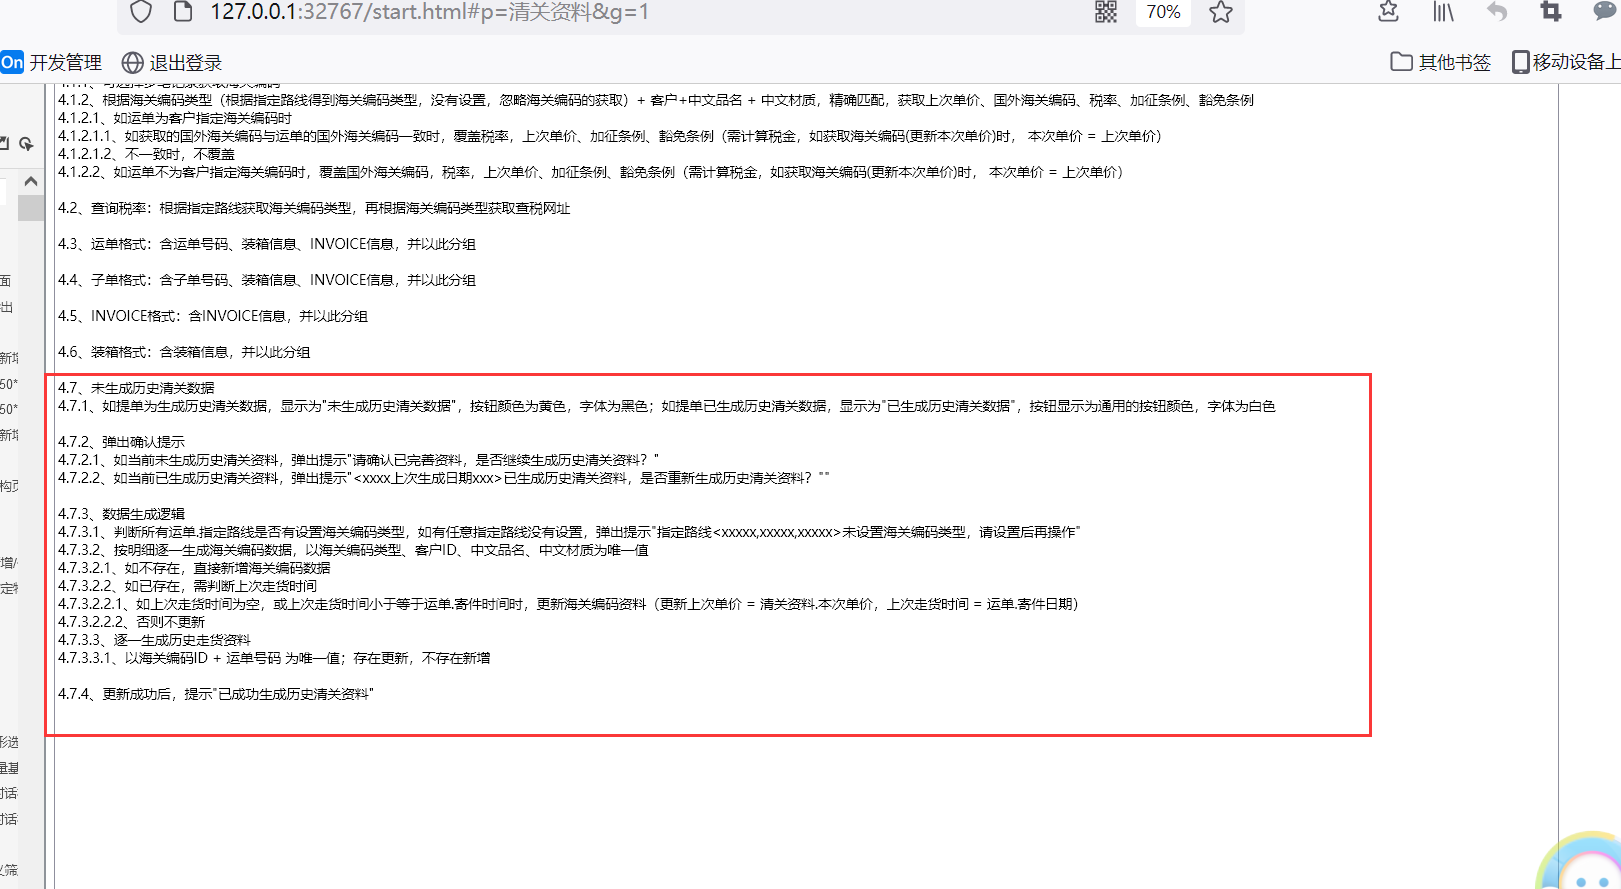 127.0.0.1:32767/start.html#p=清关资料&g=1
70%
On 开发管理
退出登录
其他书签
移动设备上
4.1.2、根据海关编码类型（根据指定路线得到海关编码类型，没有设置，忽略海关编码的获取）+ 客户+中文品名 + 中文材质，精确匹配，获取上次单价、国外海关编码、税率、加征条例、豁免条例
4.1.2.1、如运单为客户指定海关编码时
4.1.2.1.1、如获取的国外海关编码与运单的国外海关编码一致时，覆盖税率，上次单价、加征条例、豁免条例（需计算税金，如获取海关编码(更新本次单价)时， 本次单价 = 上次单价）
4.1.2.1.2、不一致时，不覆盖
4.1.2.2、如运单不为客户指定海关编码时，覆盖国外海关编码，税率，上次单价、加征条例、豁免条例（需计算税金，如获取海关编码(更新本次单价)时， 本次单价 = 上次单价）
4.2、查询税率：根据指定路线获取海关编码类型，再根据海关编码类型获取查税网址
4.3、运单格式：含运单号码、装箱信息、INVOICE信息，并以此分组
4.4、子单格式：含子单号码、装箱信息、INVOICE信息，并以此分组
4.5、INVOICE格式：含INVOICE信息，并以此分组
4.6、装箱格式：含装箱信息，并以此分组
4.7、未生成历史清关数据
4.7.1、如提单为生成历史清关数据，显示为"未生成历史清关数据"，按钮颜色为黄色，字体为黑色；如提单已生成历史清关数据，显示为"已生成历史清关数据"，按钮显示为通用的按钮颜色，字体为白色
4.7.2、弹出确认提示
4.7.2.1、如当前未生成历史清关资料，弹出提示"请确认已完善资料，是否继续生成历史清关资料？"
4.7.2.2、如当前已生成历史清关资料，弹出提示"<xxxx上次生成日期xxx>已生成历史清关资料，是否重新生成历史清关资料？""
4.7.3、数据生成逻辑
4.7.3.1、判断所有运单.指定路线是否有设置海关编码类型，如有任意指定路线没有设置，弹出提示"指定路线<xxxxx,xxxxx,xxxxx>未设置海关编码类型，请设置后再操作"
4.7.3.2、按明细逐一生成海关编码数据，以海关编码类型、客户ID、中文品名、中文材质为唯一值
4.7.3.2.1、如不存在，直接新增海关编码数据
4.7.3.2.2、如已存在，需判断上次走货时间
4.7.3.2.2.1、如上次走货时间为空，或上次走货时间小于等于运单.寄件时间时，更新海关编码资料（更新上次单价 = 清关资料.本次单价，上次走货时间 = 运单.寄件日期）
4.7.3.2.2.2、否则不更新
4.7.3.3、逐一生成历史走货资料
4.7.3.3.1、以海关编码ID + 运单号码 为唯一值；存在更新，不存在新增
4.7.4、更新成功后，提示"已成功生成历史清关资料"
面
出
新增
50*
50*
新增